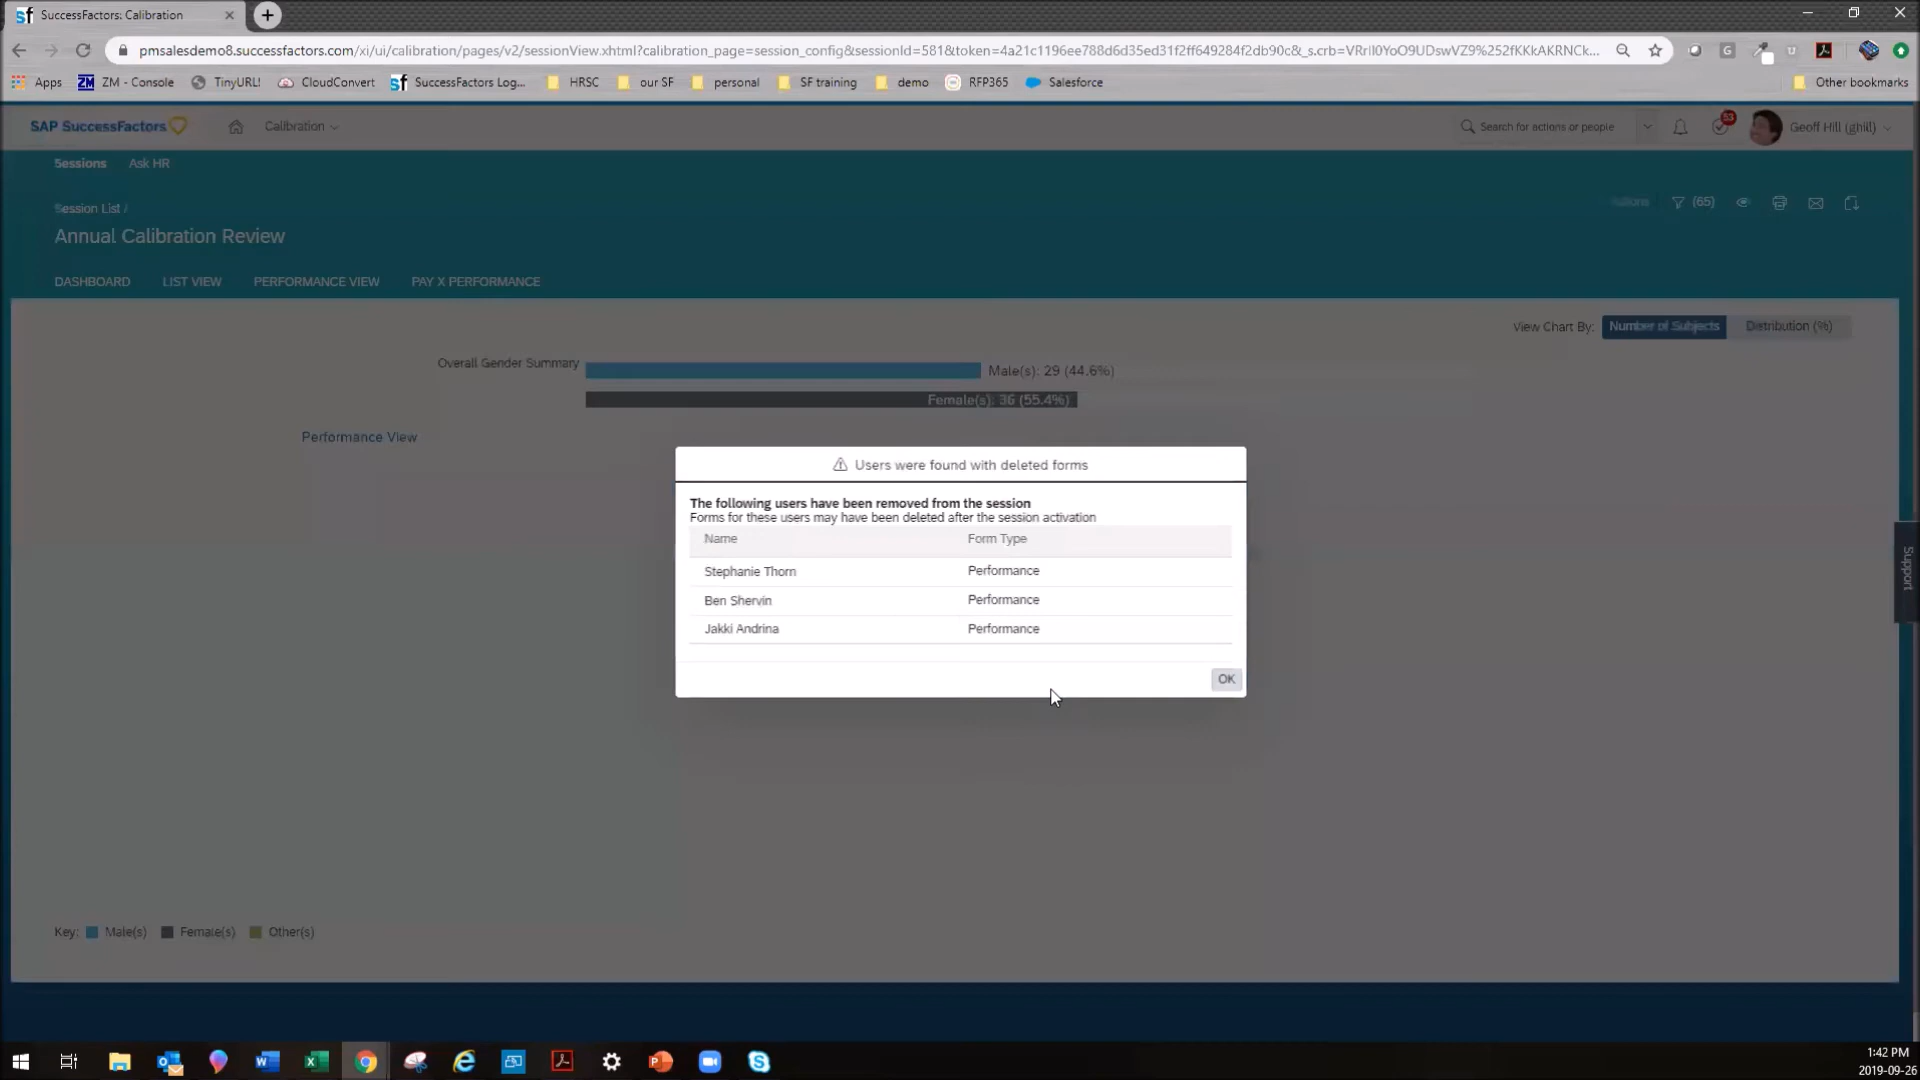 SuccessFactors: Calibration
pmsalesdemo8.successfactors.com/xi/ui/calibration/pages/v2/sessionView.xhtml?calibration_page=session_config&sessionId=581&token=4a21c1196ee788d6d35ed31f2ff649284f2db90c&_s.crb=VRrIl0YoO9UDswVZ9%252fKKkAKRNCk...
Apps ZM - Console TinyURL! CloudConvert SuccessFactors Log... HRSC our SF personal SF training demo RFP365 Salesforce Other bookmarks
SAP SuccessFactors Calibration Search for actions or people 53 Geoff Hill (ghill)
Sessions Ask HR
Session List /
Actions (65)
Annual Calibration Review
DASHBOARD LIST VIEW PERFORMANCE VIEW PAY X PERFORMANCE
View Chart By: Number of Subjects Distribution (%)
Overall Gender Summary Male(s): 29 (44.6%)
Female(s): 36 (55.4%)
Performance View
Users were found with deleted forms
The following users have been removed from the session
Forms for these users may have been deleted after the session activation
Name Form Type
Stephanie Thorn Performance
Ben Shervin Performance
Jakki Andrina Performance
OK
Support
Key: Male(s) Female(s) Other(s)
1:42 PM
2019-09-26